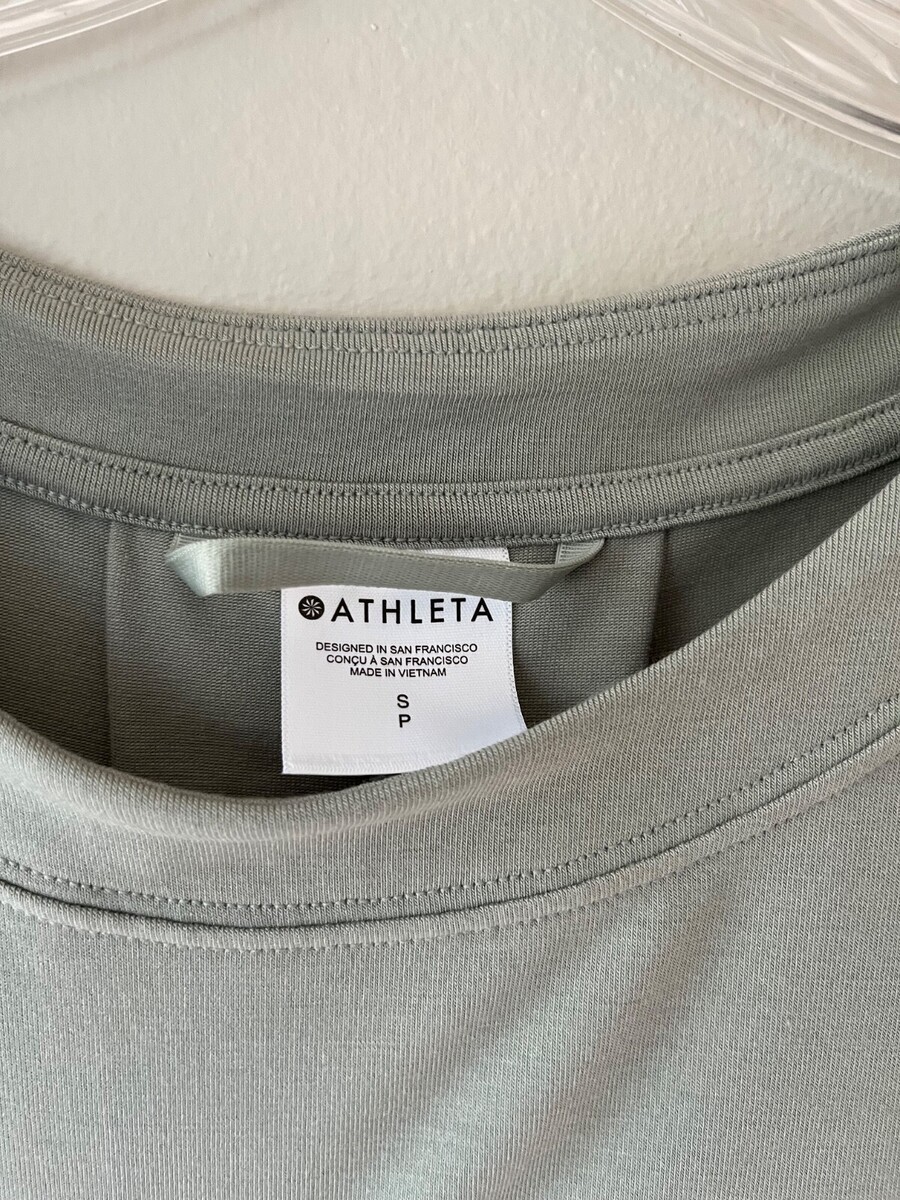 ATHLETA
DESIGNED IN SAN FRANCISCO
CONÇU À SAN FRANCISCO
MADE IN VIETNAM
S
P